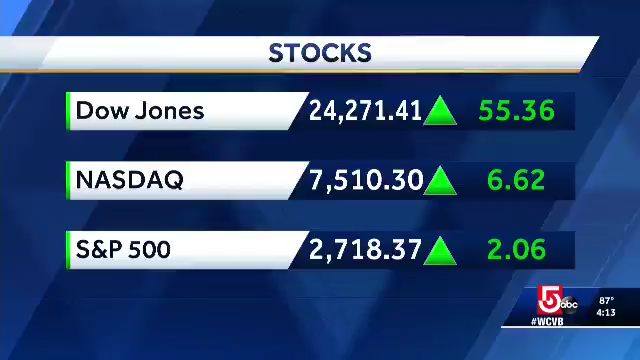 STOCKS
Dow Jones 24,271.41 55.36
NASDAQ 7,510.30 6.62
S&P 500 2,718.37 2.06
5 abc 87°
#WCVB 4:13